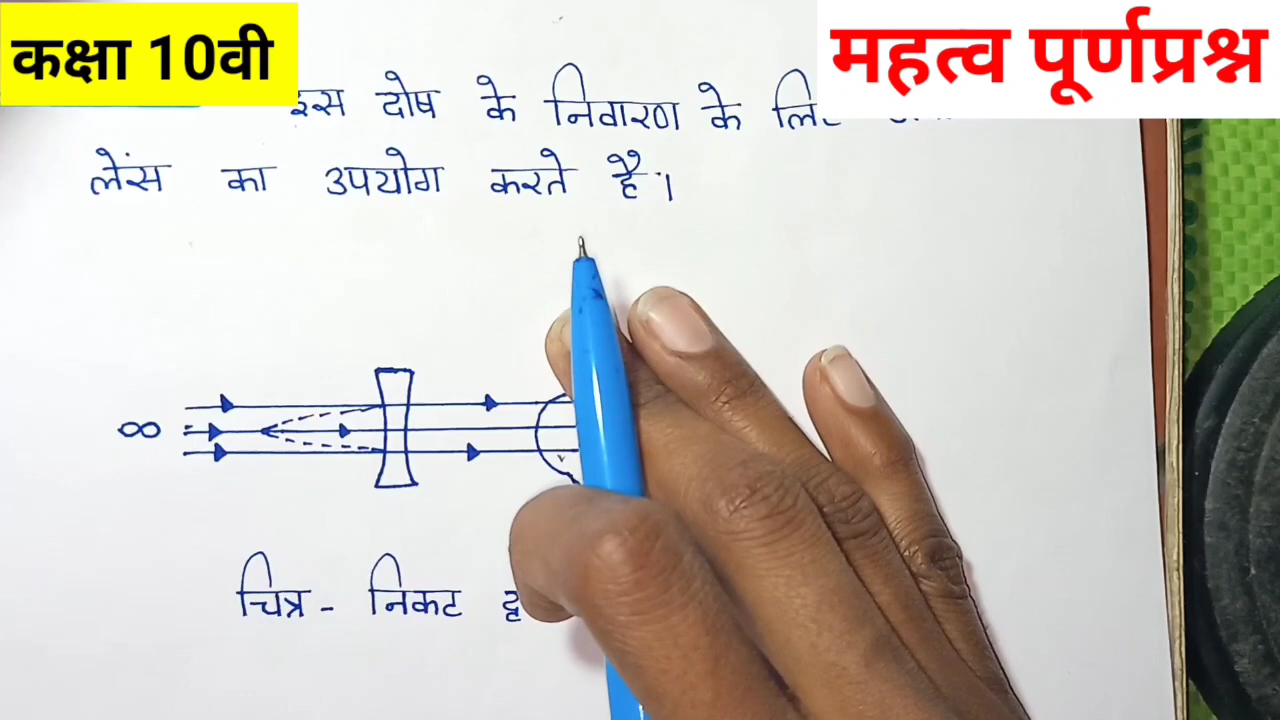 कक्षा 10वी
महत्व पूर्णप्रश्न
इस दोष के निवारण के
लेंस का उपयोग करते है।
∞
चित्र - निकट